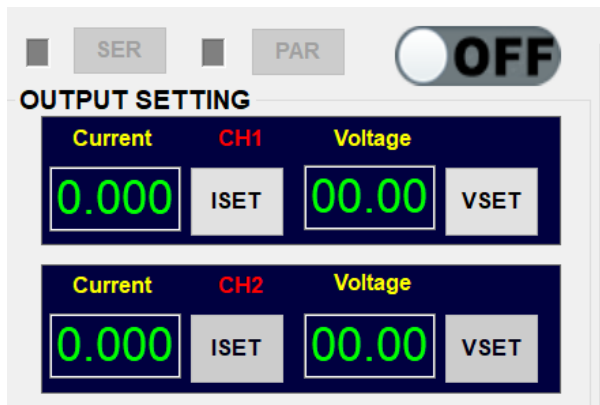 SER PAR OFF
OUTPUT SETTING
Current CH1 Voltage
0.000 ISET 00.00 VSET
Current CH2 Voltage
0.000 ISET 00.00 VSET